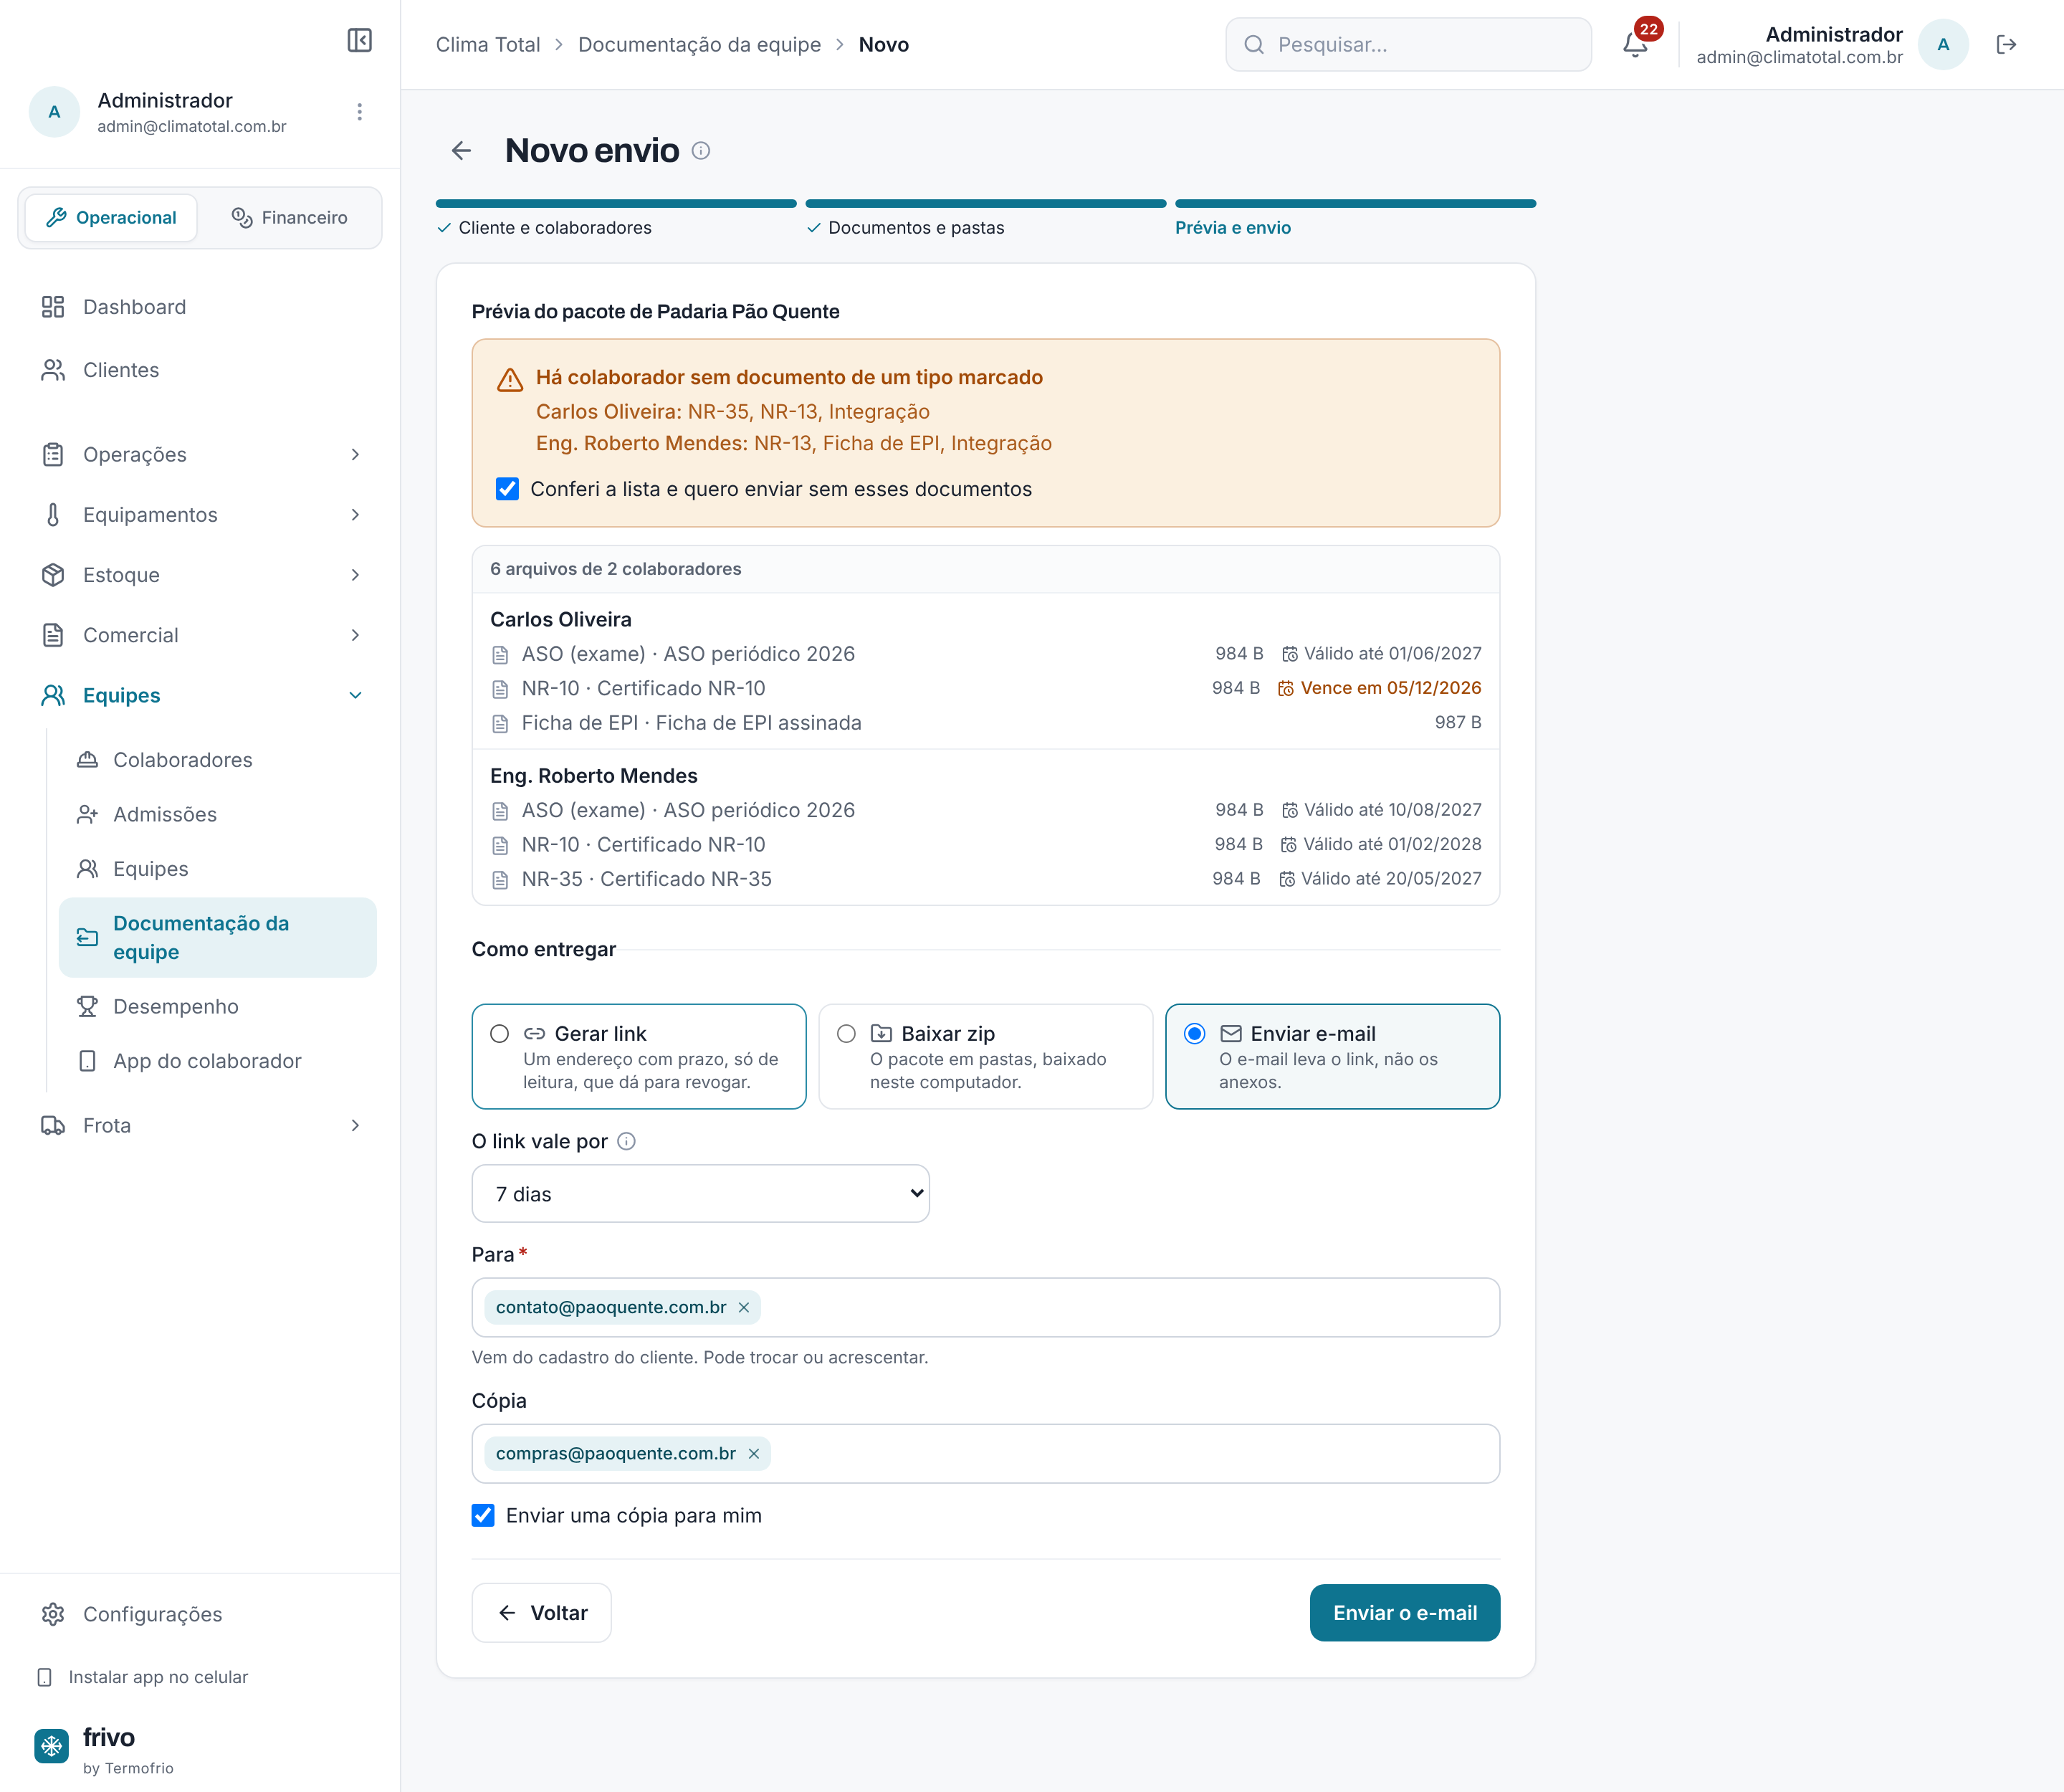 Clima Total > Documentação da equipe > Novo
Pesquisar...
22
Administrador
admin@climatotal.com.br
A
A
Administrador
admin@climatotal.com.br
Operacional
Financeiro
Dashboard
Clientes
Operações
Equipamentos
Estoque
Comercial
Equipes
Colaboradores
Admissões
Equipes
Documentação da
equipe
Desempenho
App do colaborador
Frota
Configurações
Instalar app no celular
frivo
by Termofrio
Novo envio
Cliente e colaboradores
Documentos e pastas
Prévia e envio
Prévia do pacote de Padaria Pão Quente
Há colaborador sem documento de um tipo marcado
Carlos Oliveira: NR-35, NR-13, Integração
Eng. Roberto Mendes: NR-13, Ficha de EPI, Integração
Conferi a lista e quero enviar sem esses documentos
6 arquivos de 2 colaboradores
Carlos Oliveira
ASO (exame) · ASO periódico 2026 984 B Válido até 01/06/2027
NR-10 · Certificado NR-10 984 B Vence em 05/12/2026
Ficha de EPI · Ficha de EPI assinada 987 B
Eng. Roberto Mendes
ASO (exame) · ASO periódico 2026 984 B Válido até 10/08/2027
NR-10 · Certificado NR-10 984 B Válido até 01/02/2028
NR-35 · Certificado NR-35 984 B Válido até 20/05/2027
Como entregar
Gerar link
Um endereço com prazo, só de
leitura, que dá para revogar.
Baixar zip
O pacote em pastas, baixado
neste computador.
Enviar e-mail
O e-mail leva o link, não os
anexos.
O link vale por
7 dias
Para*
contato@paoquente.com.br
Vem do cadastro do cliente. Pode trocar ou acrescentar.
Cópia
compras@paoquente.com.br
Enviar uma cópia para mim
Voltar
Enviar o e-mail